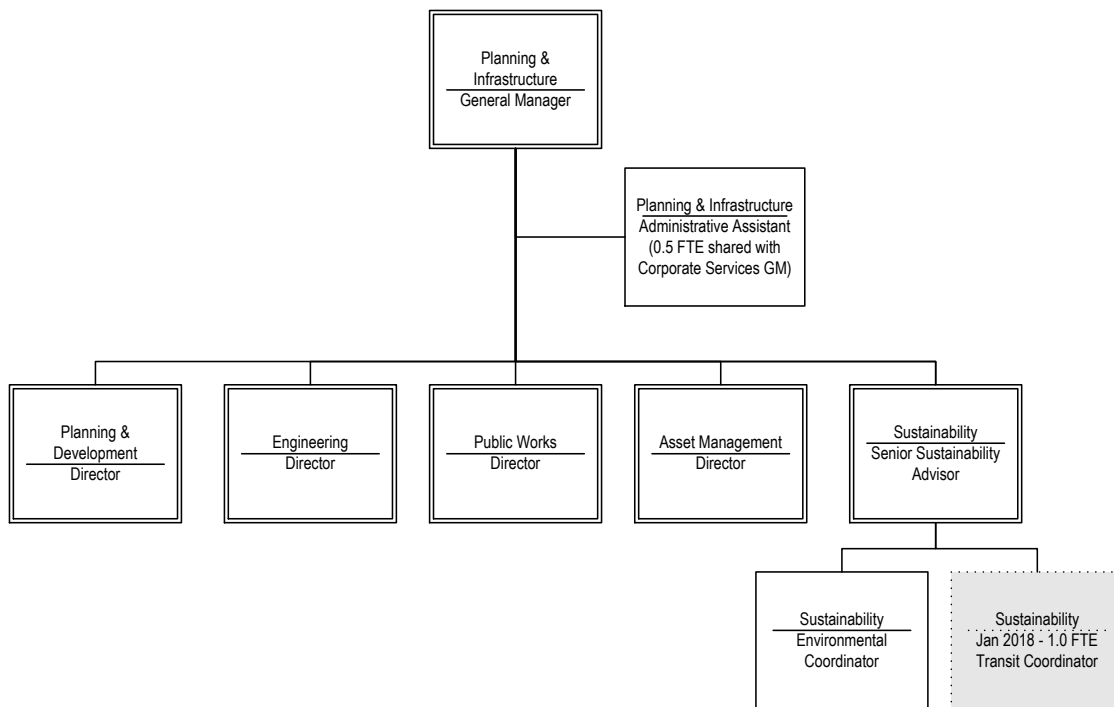 Planning &
Infrastructure
General Manager
Planning & Infrastructure
Administrative Assistant
(0.5 FTE shared with
Corporate Services GM)
Planning &
Development
Director
Engineering
Director
Public Works
Director
Asset Management
Director
Sustainability
Senior Sustainability
Advisor
Sustainability
Environmental
Coordinator
Sustainability
Jan 2018 - 1.0 FTE
Transit Coordinator